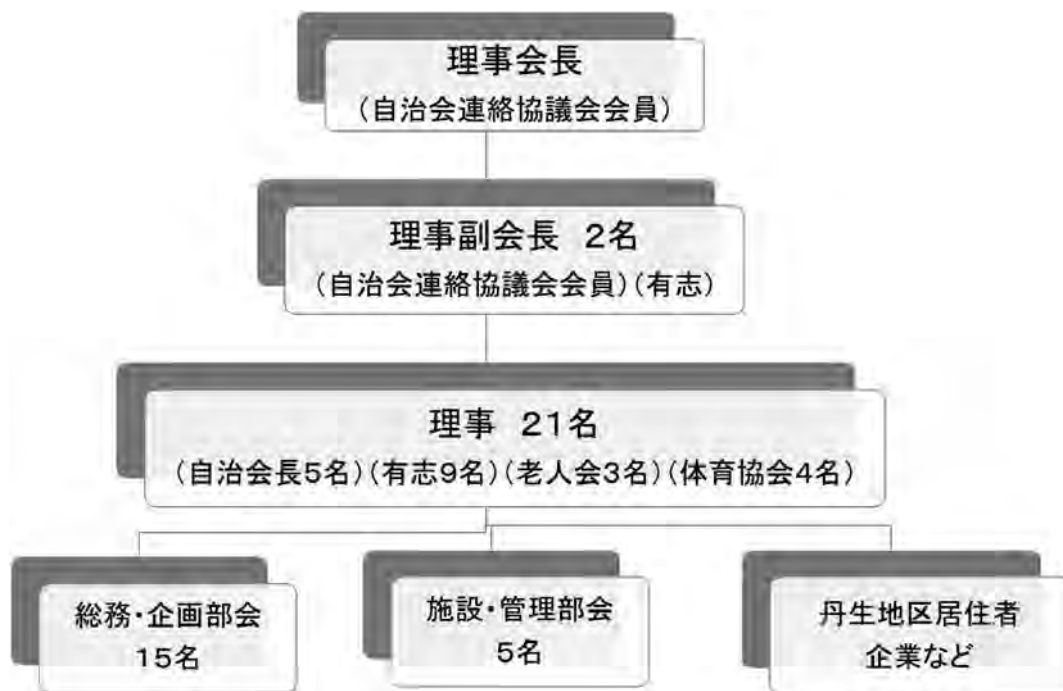 理事会長
(自治会連絡協議会会員)
理事副会長 2名
(自治会連絡協議会会員)(有志)
理事 21名
(自治会長5名)(有志9名)(老人会3名)(体育協会4名)
総務・企画部会
15名
施設・管理部会
5名
丹生地区居住者
企業など